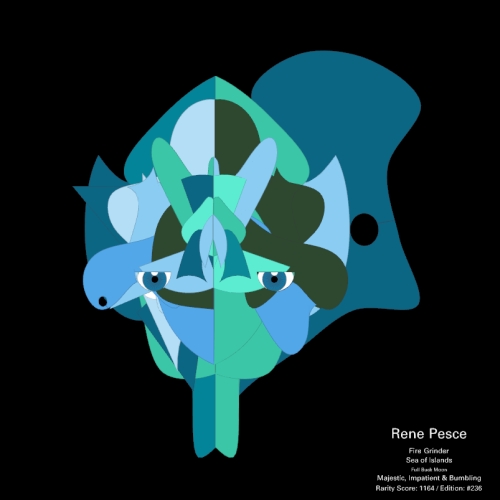 Rene Pesce
Fire Grinder
Sea of Islands
Full Buck Moon
Majestic, Impatient & Bumbling
Rarity Score: 1164 / Edition: #236